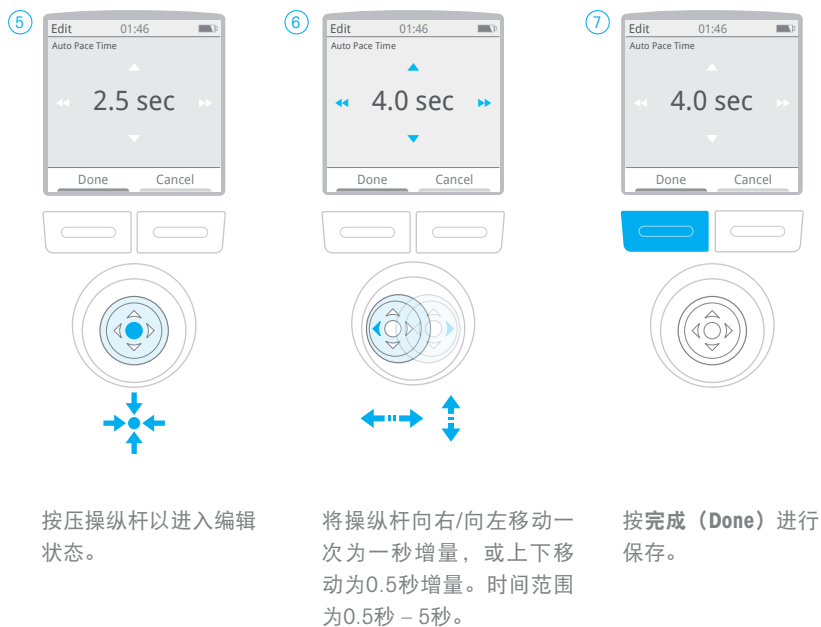 5
Edit 01:46
Auto Pace Time
2.5 sec
Done Cancel
按压操纵杆以进入编辑
状态。
6
Edit 01:46
Auto Pace Time
4.0 sec
Done Cancel
将操纵杆向右/向左移动一
次为一秒增量，或上下移
动为0.5秒增量。时间范围
为0.5秒 – 5秒。
7
Edit 01:46
Auto Pace Time
4.0 sec
Done Cancel
按完成（Done）进行
保存。